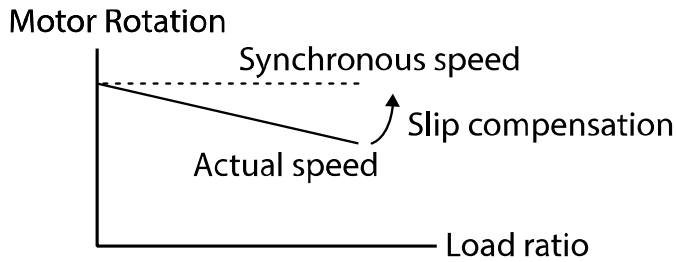 Motor Rotation
Synchronous speed
Slip compensation
Actual speed
Load ratio